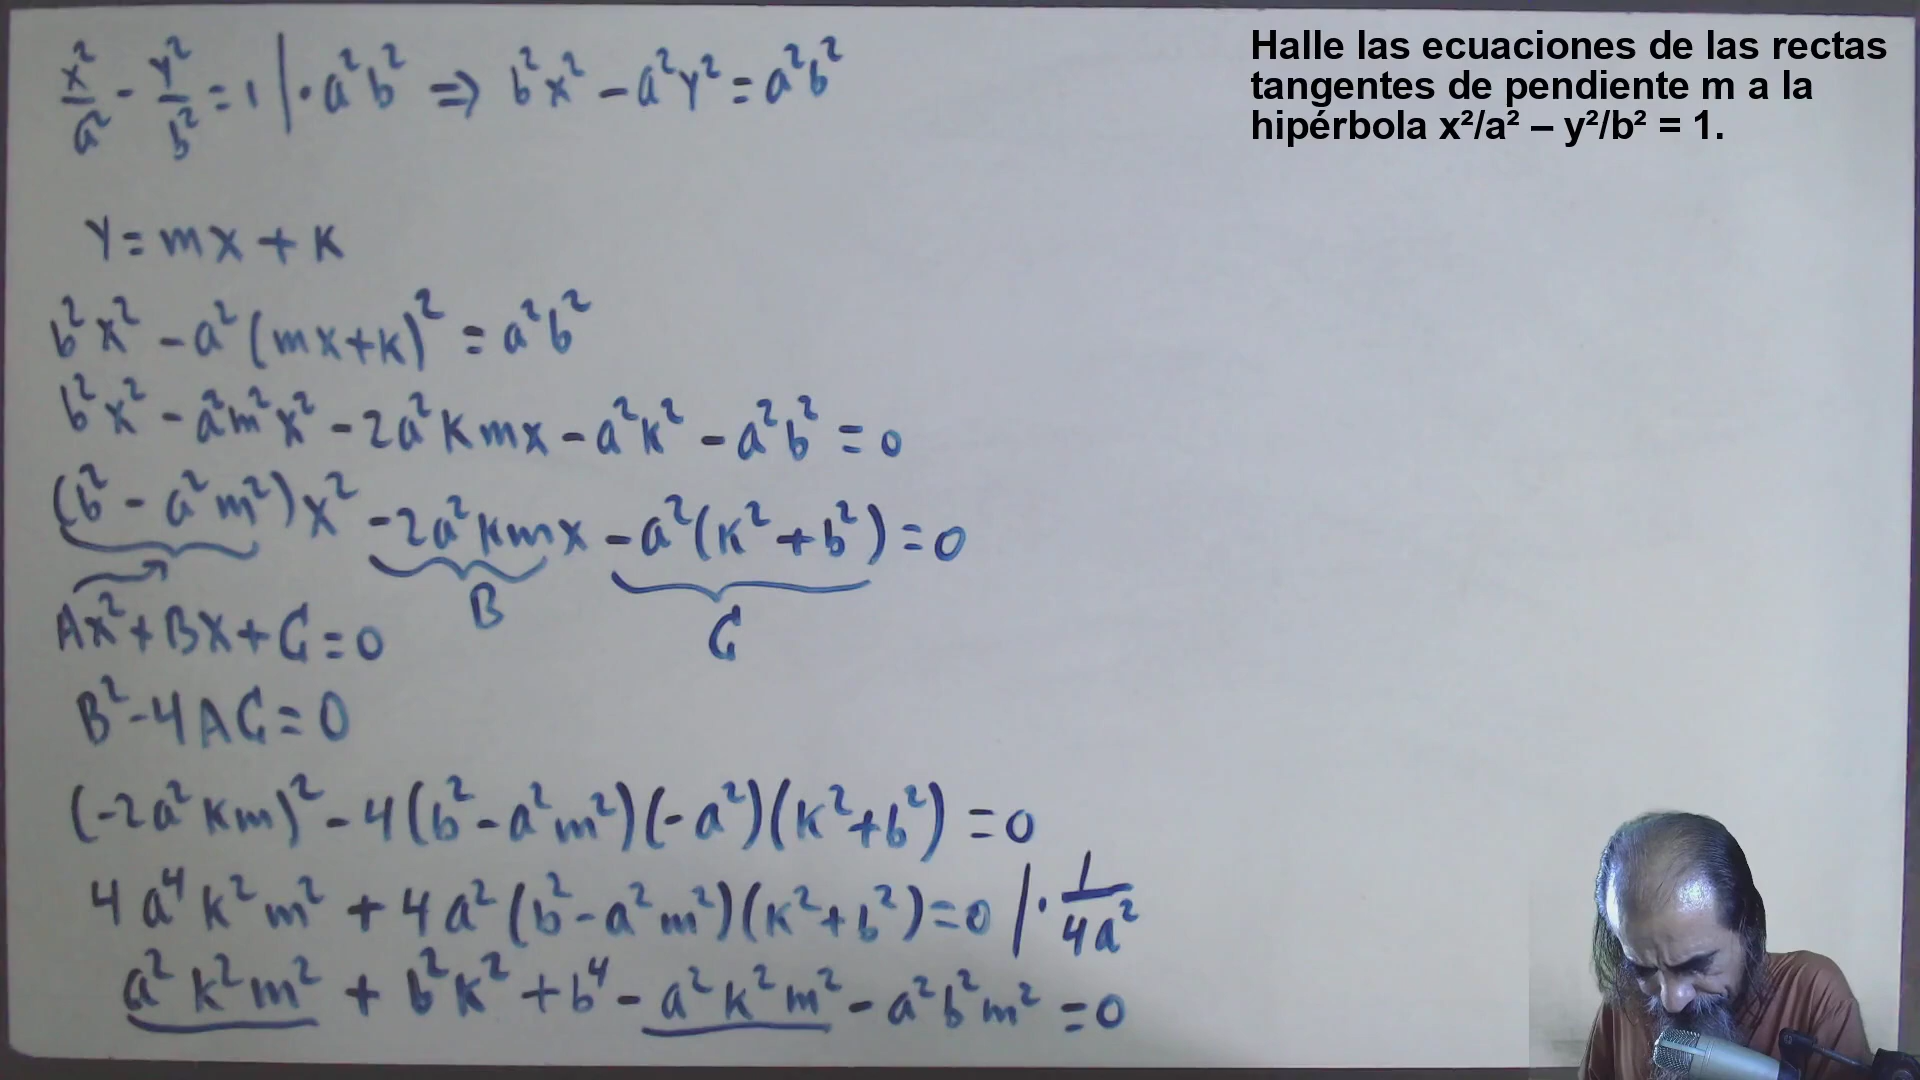 x²/a² - y²/b² = 1 | · a²b² ⇒ b²x² - a²y² = a²b²
Halle las ecuaciones de las rectas
tangentes de pendiente m a la
hipérbola x²/a² – y²/b² = 1.
y = mx + k
b²x² - a²(mx+k)² = a²b²
b²x² - a²m²x² - 2a²kmx - a²k² - a²b² = 0
(b² - a²m²)x² - 2a²kmx - a²(k² + b²) = 0
B
C
Ax² + Bx + C = 0
B² - 4AC = 0
(-2a²km)² - 4(b² - a²m²)(-a²)(k² + b²) = 0
4a⁴k²m² + 4a²(b² - a²m²)(k² + b²) = 0 | · 1/4a²
a²k²m² + b²k² + b⁴ - a²k²m² - a²b²m² = 0